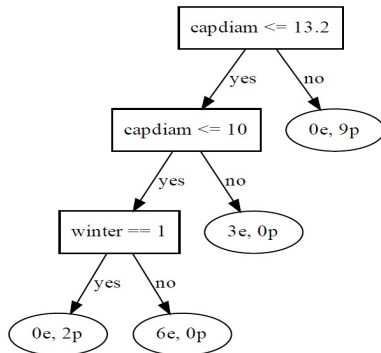 capdiam <= 13.2
yes
no
capdiam <= 10
0e, 9p
yes
no
winter == 1
3e, 0p
yes
no
0e, 2p
6e, 0p